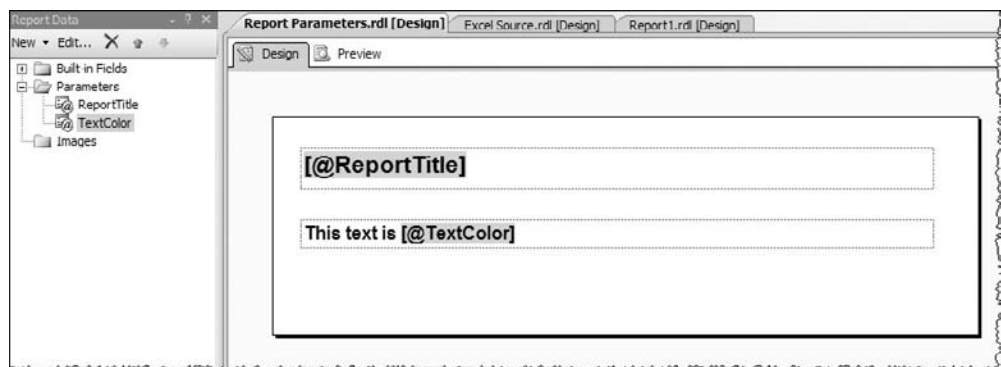 Report Data
New Edit...
Built in Fields
Parameters
ReportTitle
TextColor
Images
Report Parameters.rdl [Design] Excel Source.rdl [Design] Report1.rdl [Design]
Design Preview
[@ReportTitle]
This text is [@TextColor]